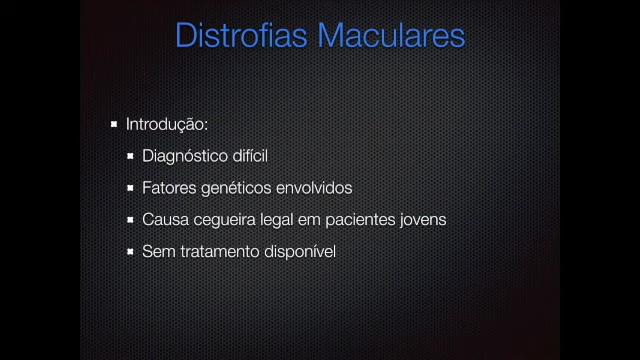 Distrofias Maculares
Introdução:
Diagnóstico difícil
Fatores genéticos envolvidos
Causa cegueira legal em pacientes jovens
Sem tratamento disponível